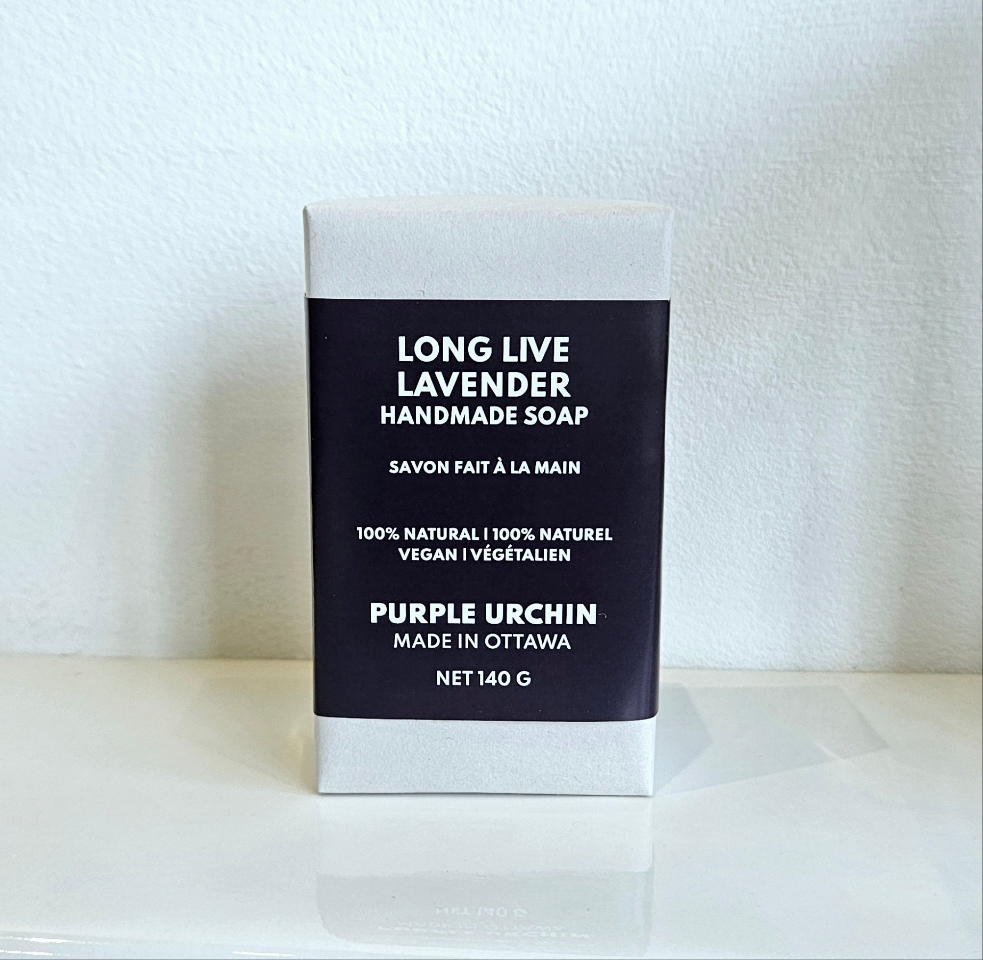 LONG LIVE
LAVENDER
HANDMADE SOAP
SAVON FAIT À LA MAIN
100% NATURAL | 100% NATUREL
VEGAN | VÉGÉTALIEN
PURPLE URCHIN
MADE IN OTTAWA
NET 140 G